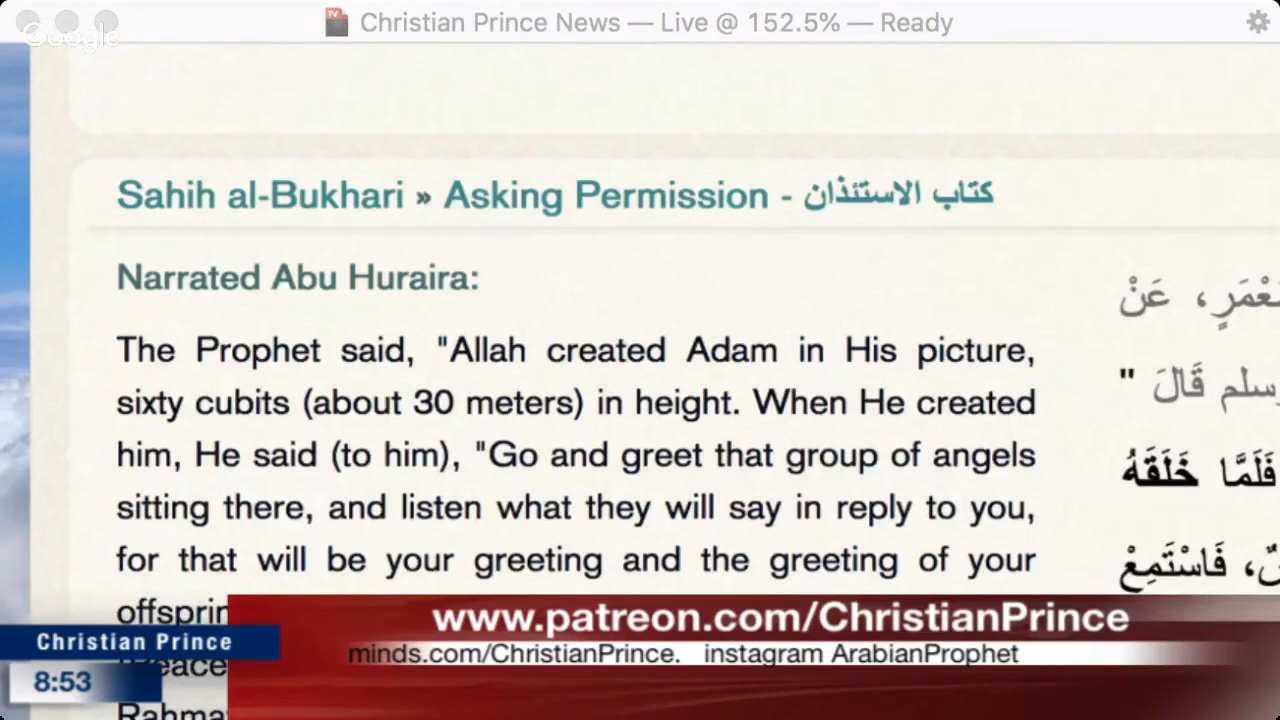 Christian Prince News — Live @ 152.5% — Ready
Google
Sahih al-Bukhari » Asking Permission - كتاب الاستئذان
Narrated Abu Huraira:
The Prophet said, "Allah created Adam in His picture,
sixty cubits (about 30 meters) in height. When He created
him, He said (to him), "Go and greet that group of angels
sitting there, and listen what they will say in reply to you,
for that will be your greeting and the greeting of your
عَنْ
وسلم قَالَ "
فَلَمَّا خَلَقَهُ
فَاسْتَمِعْ
www.patreon.com/ChristianPrince
Christian Prince
minds.com/ChristianPrince. instagram ArabianProphet
8:53